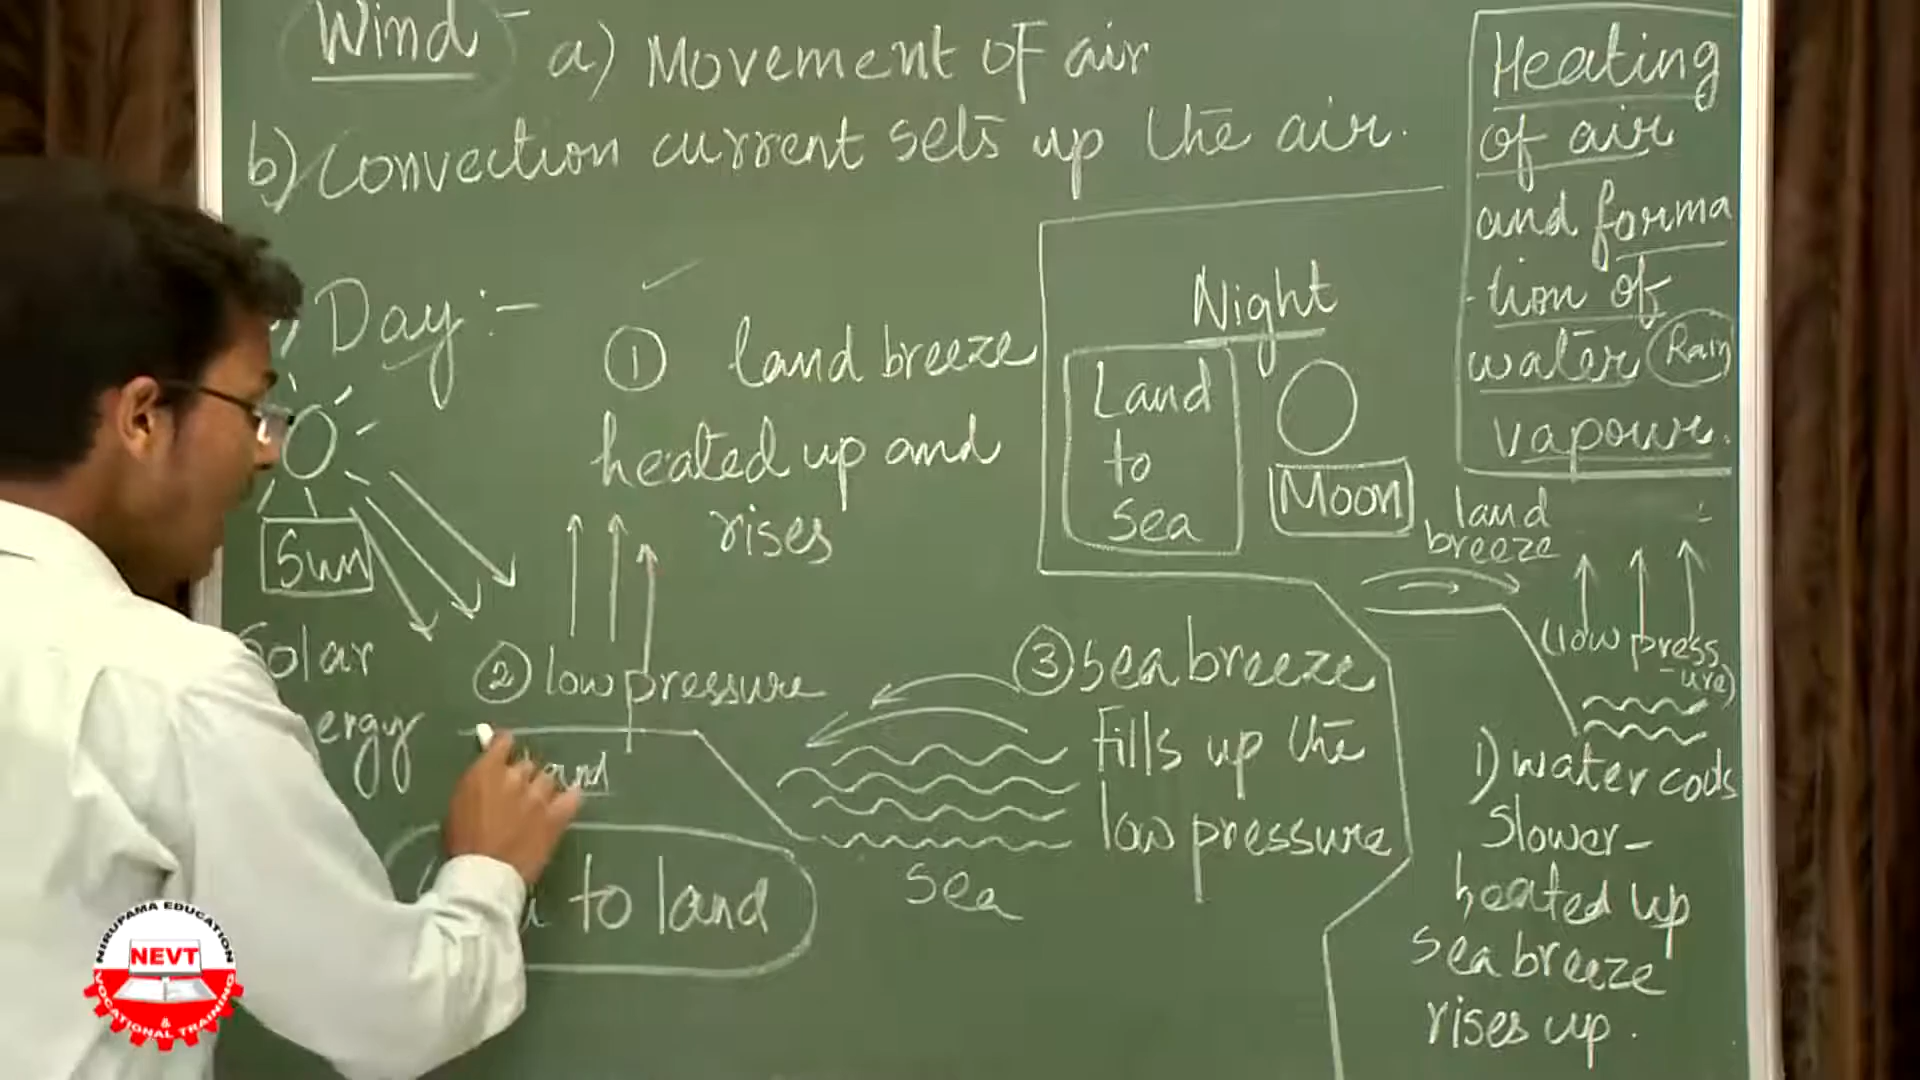 Wind -
a) Movement of air
b) Convection current sets up the air.
Day :-
① land breeze
heated up and
rises
Sun
Solar
ergy
② low pressure
land
to land
sea
③ Sea breeze
fills up the
low pressure
Night
Land
to
sea
Moon
Heating
of air
and forma
-tion of
water Rain
vapour.
land
breeze
(low press
-ure)
1) water cools
slower-
heated up
sea breeze
rises up.
NIRUPAMA EDUCATION
NEVT
& VOCATIONAL TRAINING